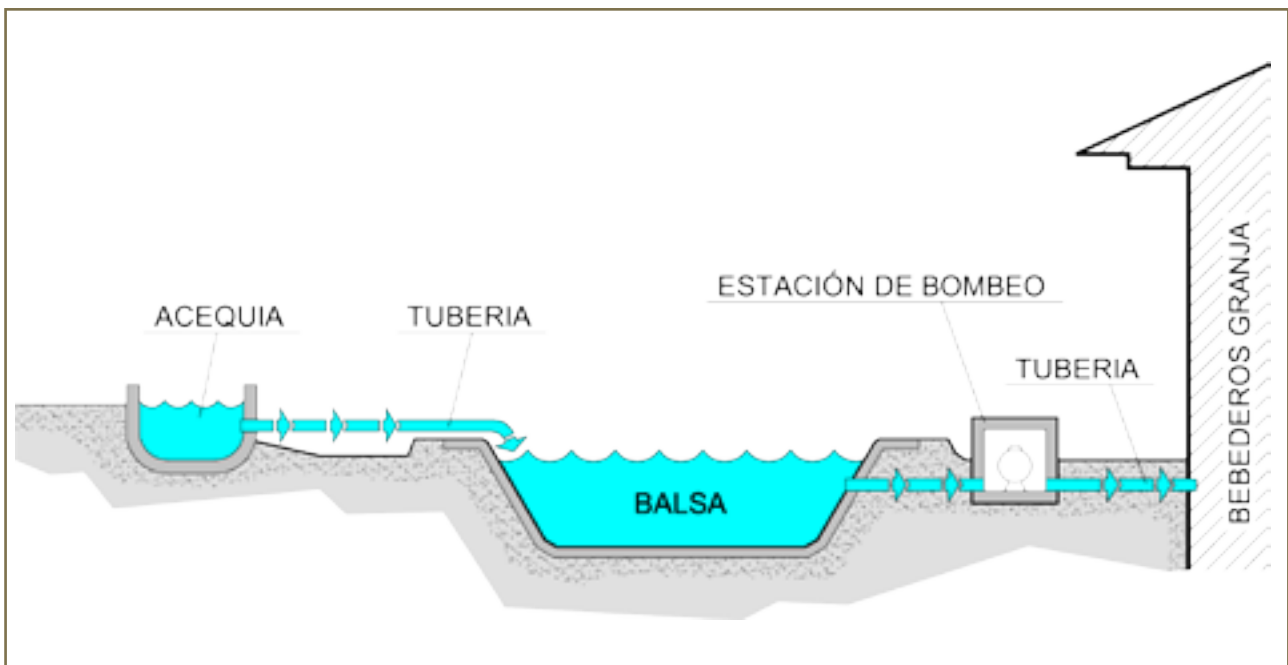 ESTACIÓN DE BOMBEO
ACEQUIA
TUBERIA
TUBERIA
BALSA
BEBEDEROS GRANJA